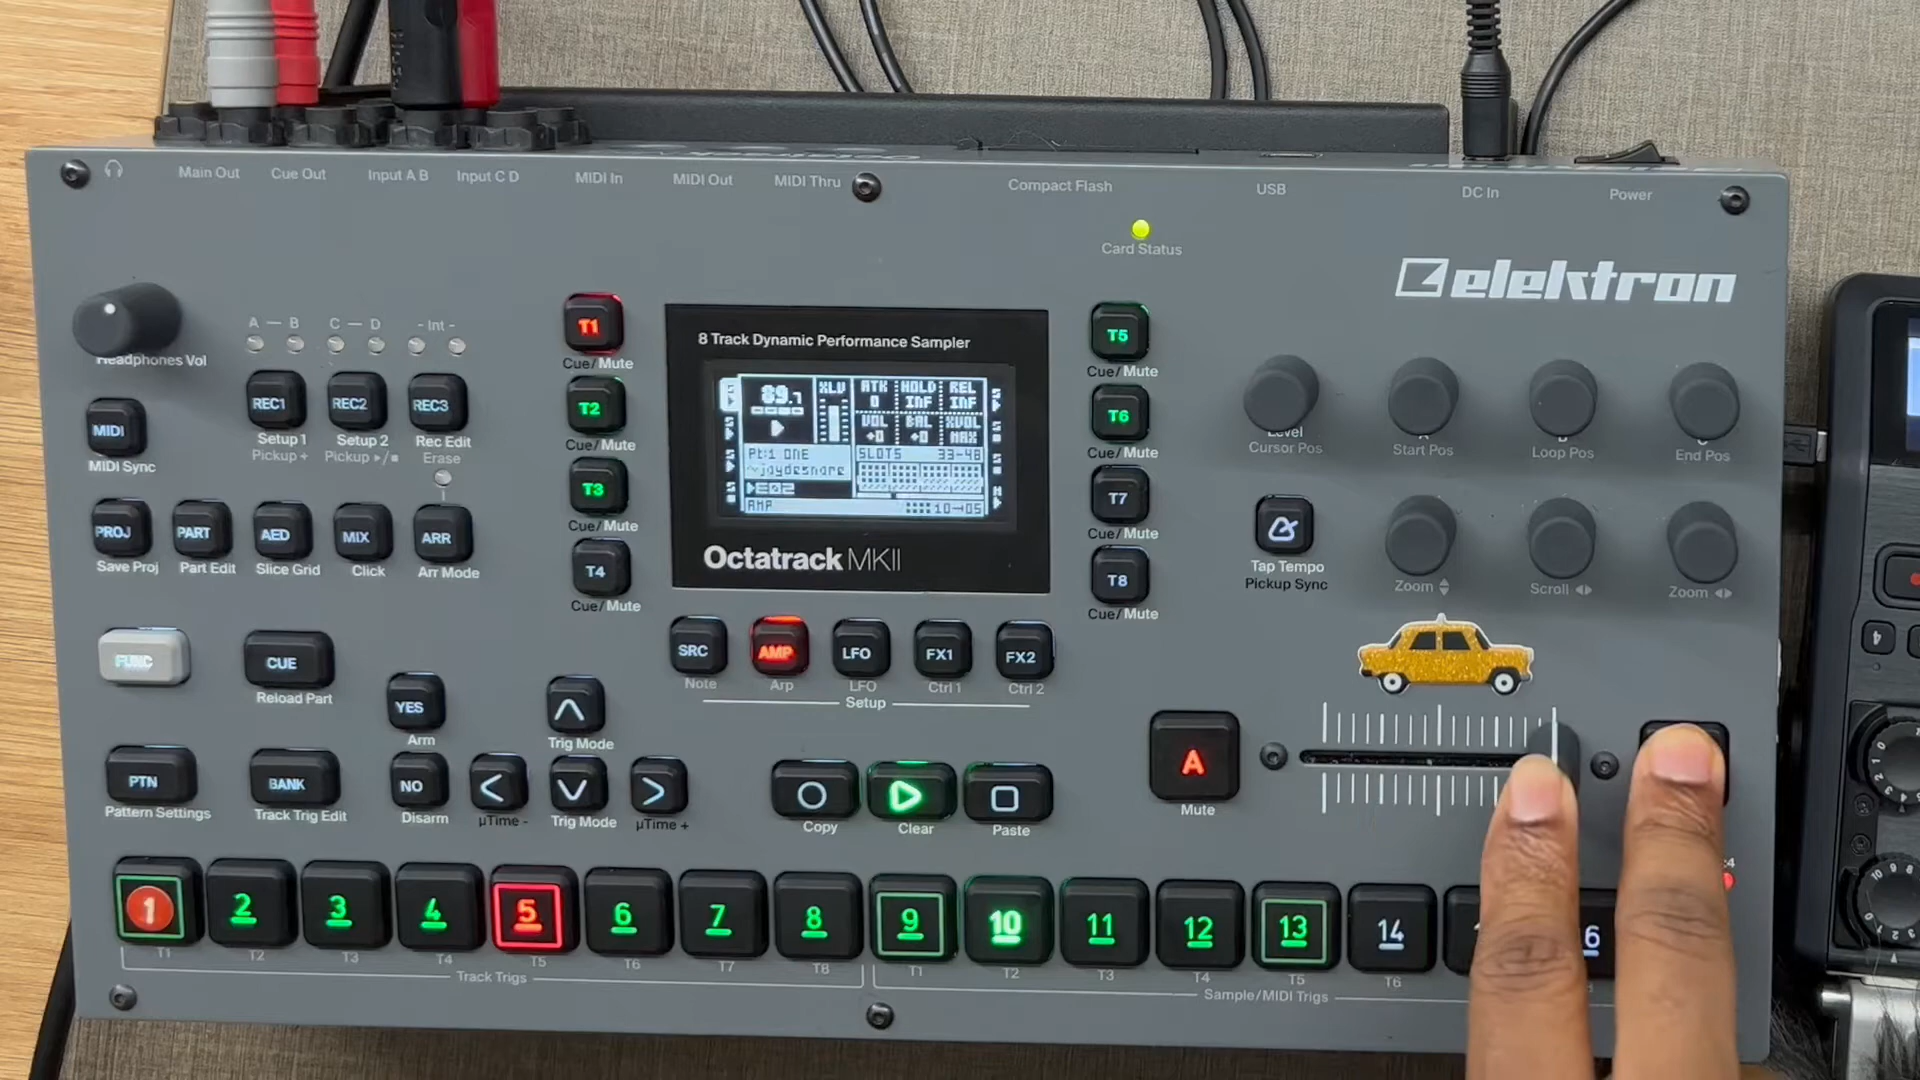 Main Out
Cue Out
Input A B
Input C D
MIDI In
MIDI Out
MIDI Thru
Compact Flash
USB
DC In
Power
Card Status
elektron
Headphones Vol
A — B
C — D
- Int -
REC1
REC2
REC3
Setup 1
Setup 2
Rec Edit
Pickup +
Pickup ▸/■
Erase
MIDI
MIDI Sync
PROJ
PART
AED
MIX
ARR
Save Proj
Part Edit
Slice Grid
Click
Arr Mode
T1
Cue/Mute
T2
Cue/Mute
T3
Cue/Mute
T4
Cue/Mute
8 Track Dynamic Performance Sampler
89.7
XLV
ATK
HOLD
REL
0
INF
INF
VOL
BAL
XVOL
+0
+0
MAX
Pt:1 ONE
SLOTS 33-48
jaydesnare
E02
AMP
10→05
Octatrack MKII
T5
Cue/Mute
T6
Cue/Mute
T7
Cue/Mute
T8
Cue/Mute
Level
Cursor Pos
Start Pos
Loop Pos
End Pos
Tap Tempo
Pickup Sync
Zoom
Scroll
Zoom
FUNC
CUE
Reload Part
SRC
AMP
LFO
FX1
FX2
Note
Arp
LFO
Ctrl 1
Ctrl 2
Setup
YES
Arm
Trig Mode
PTN
Pattern Settings
BANK
Track Trig Edit
NO
Disarm
µTime -
Trig Mode
µTime +
Copy
Clear
Paste
A
Mute
1
2
3
4
5
6
7
8
9
10
11
12
13
14
T1
T2
T3
T4
T5
T6
T7
T8
T1
T2
T3
T4
T5
T6
Track Trigs
Sample/MIDI Trigs
4